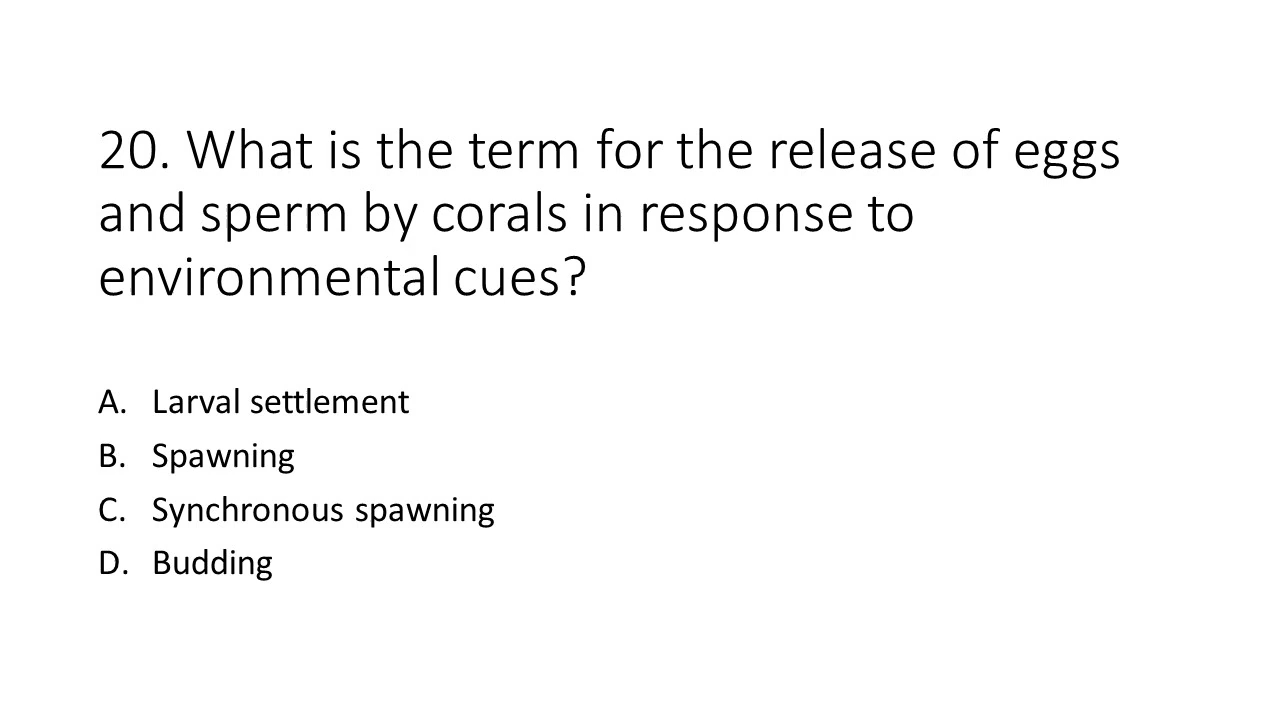 20. What is the term for the release of eggs
and sperm by corals in response to
environmental cues?
A. Larval settlement
B. Spawning
C. Synchronous spawning
D. Budding